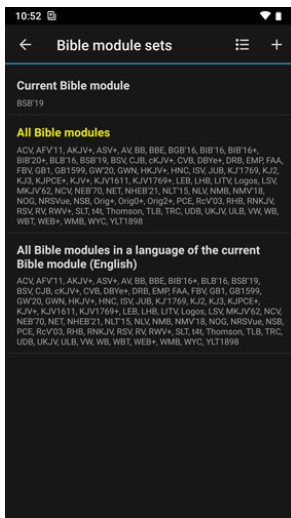 10:52
Bible module sets
Current Bible module
BSB'19
All Bible modules
ACV, AFV'11, AKJV+, ASV+, AV, BB, BBE, BGB'16, BIB'16, BIB'16+,
BIB'20+, BLB'16, BSB'19, BSV, CJB, cKJV+, CVB, DBYe+, DRB, EMP, FAA,
FBV, GB1, GB1599, GW'20, GWN, HKJV+, HNC, ISV, JUB, KJ1769, KJ2,
KJ3, KJPCE+, KJV+, KJV1611, KJV1769+, LEB, LHB, LITV, Logos, LSV,
MKJV'62, NCV, NEB'70, NET, NHEB'21, NLT'15, NLV, NMB, NMV'18,
NOG, NRSVue, NSB, Orig+, Orig0+, Orig2+, PCE, RcV'03, RHB, RNKJV,
RSV, RV, RWV+, SLT, t4t, Thomson, TLB, TRC, UDB, UKJV, ULB, VW, WB,
WBT, WEB+, WMB, WYC, YLT1898
All Bible modules in a language of the current
Bible module (English)
ACV, AFV'11, AKJV+, ASV+, AV, BB, BBE, BIB'16+, BLB'16, BSB'19,
BSV, CJB, cKJV+, CVB, DBYe+, DRB, EMP, FAA, FBV, GB1, GB1599,
GW'20, GWN, HKJV+, HNC, ISV, JUB, KJ1769, KJ2, KJ3, KJPCE+,
KJV+, KJV1611, KJV1769+, LEB, LHB, LITV, Logos, LSV, MKJV'62, NCV,
NEB'70, NET, NHEB'21, NLT'15, NLV, NMB, NMV'18, NOG, NRSVue, NSB,
PCE, RcV'03, RHB, RNKJV, RSV, RV, RWV+, SLT, t4t, Thomson, TLB, TRC,
UDB, UKJV, ULB, VW, WB, WBT, WEB+, WMB, WYC, YLT1898